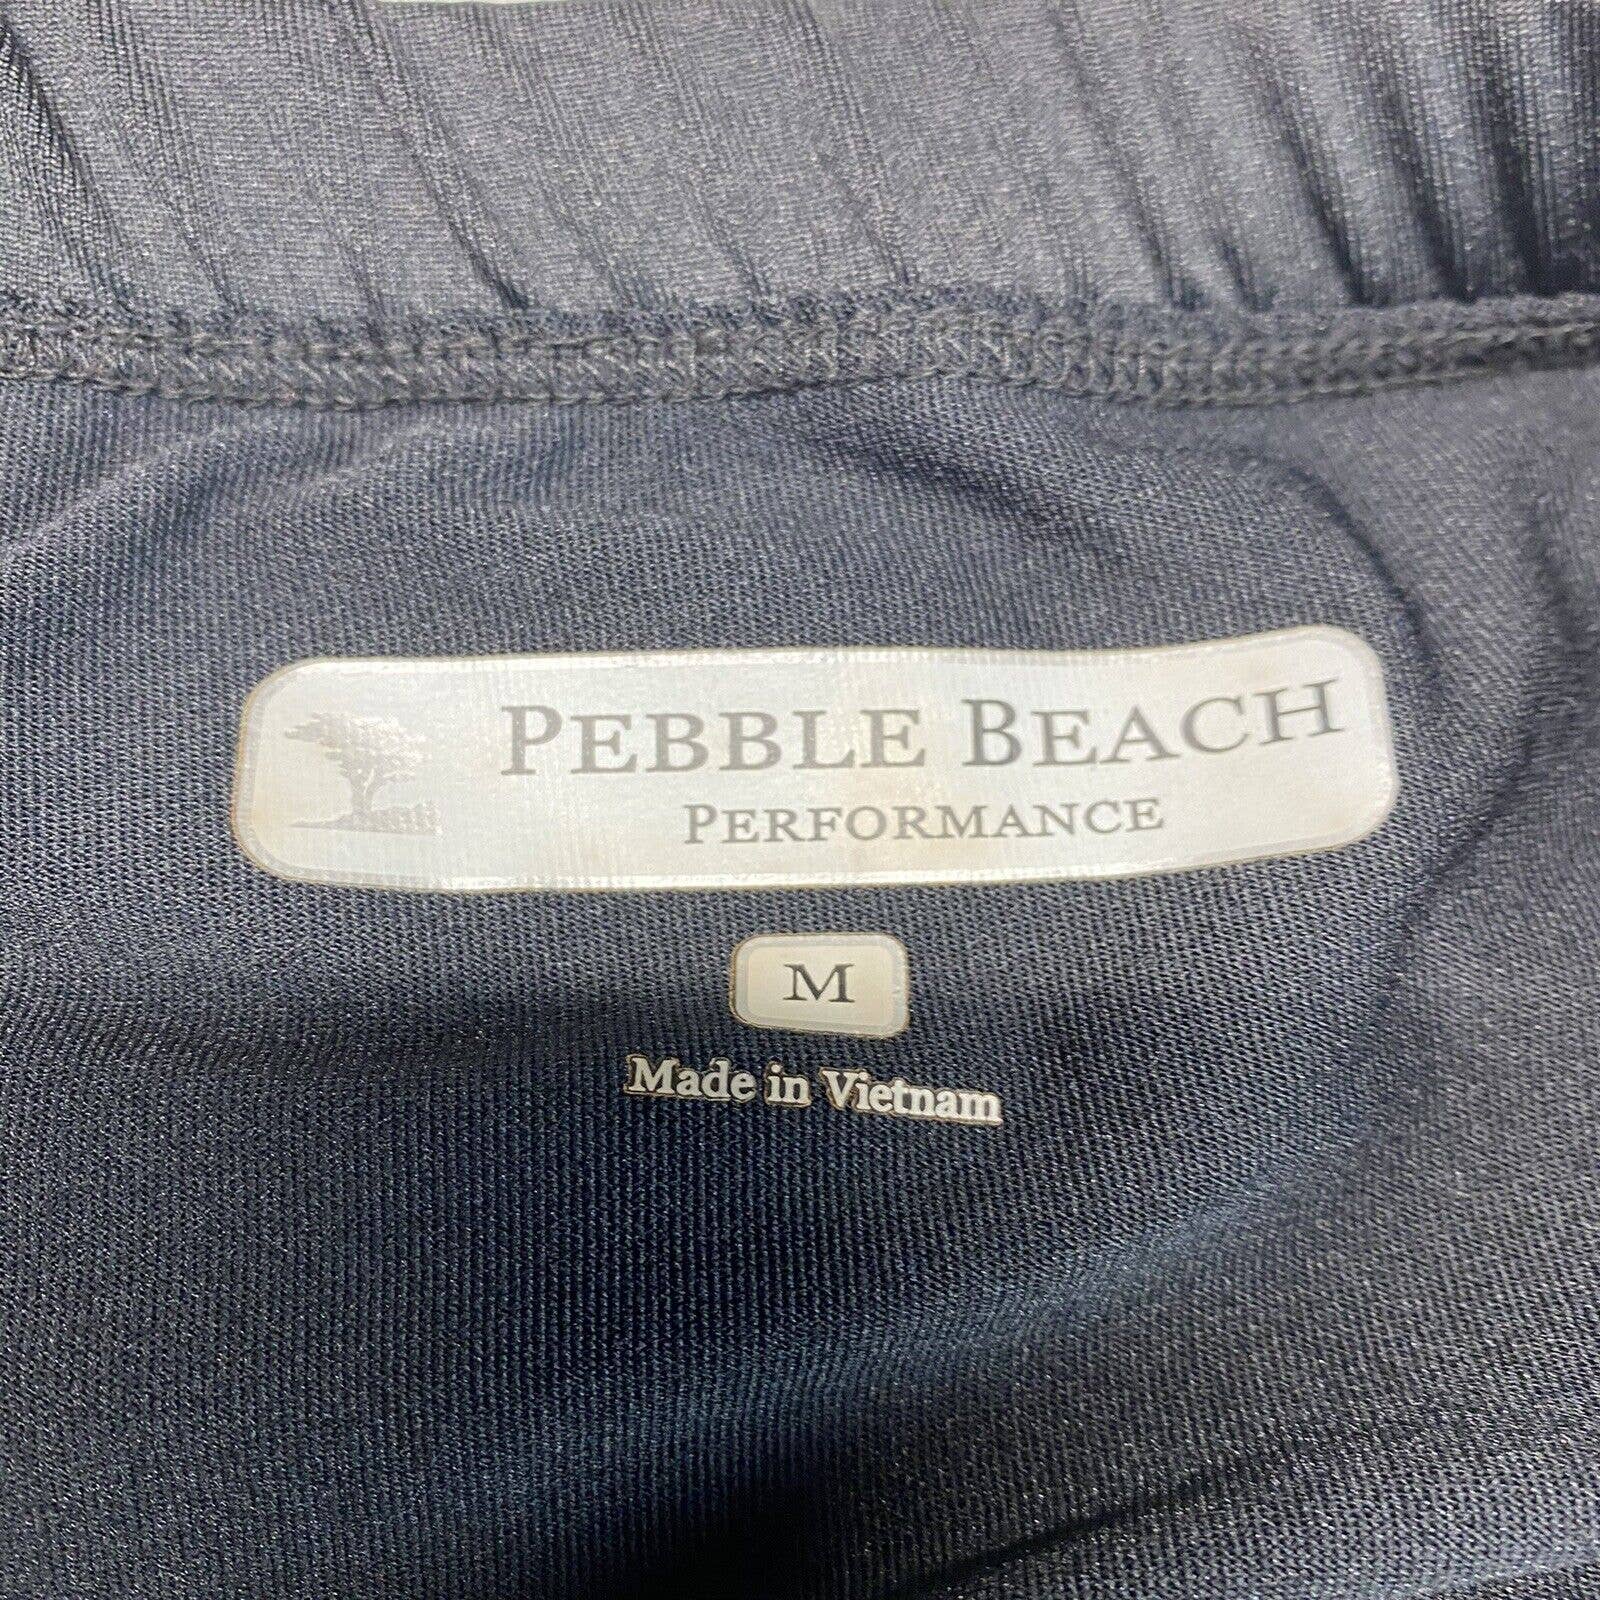 PEBBLE BEACH
PERFORMANCE
M
Made in Vietnam